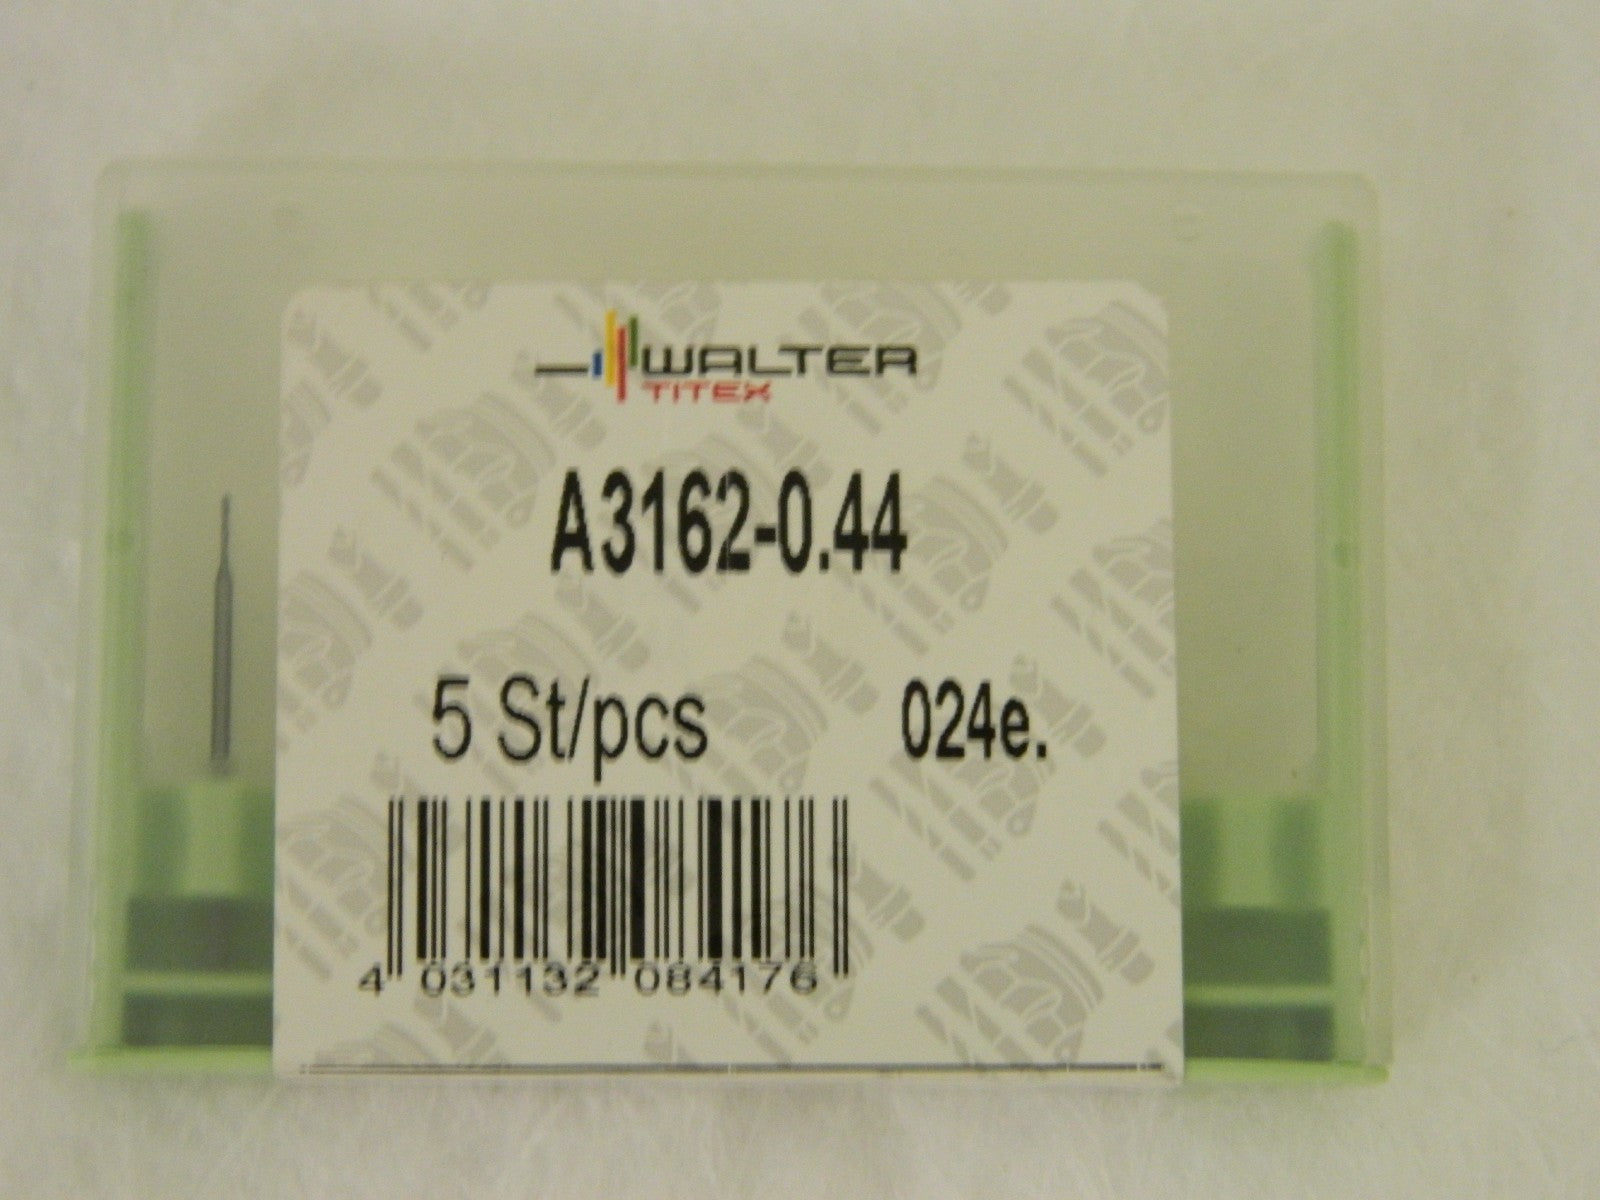 WALTER
TITEX
A3162-0.44
5 St/pcs 024e.
4 031132 084176